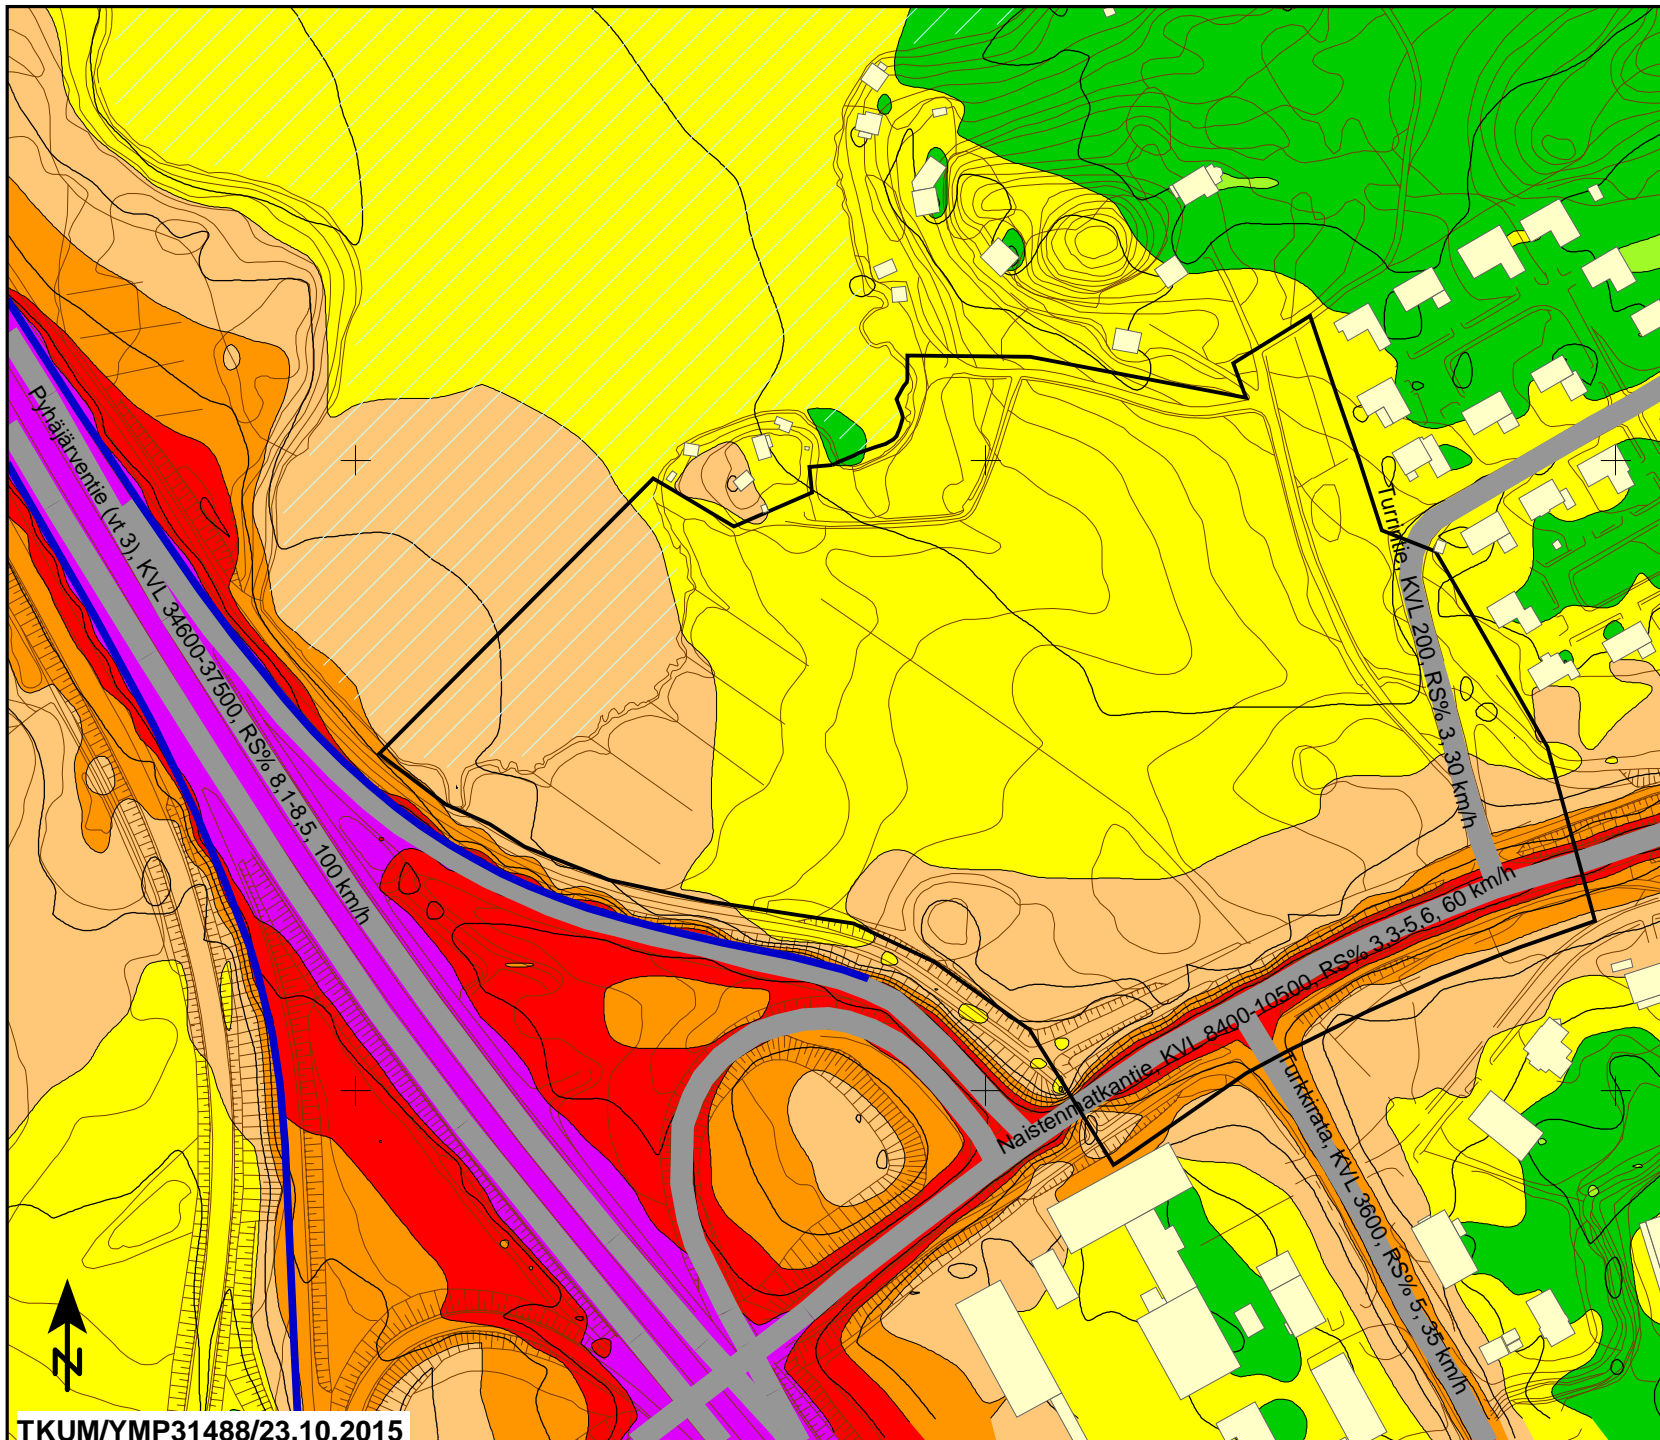 Pyhäjärventie (vt 3), KVL 34600-37500, RS% 8,1-8,5, 100 km/h
Turrintie, KVL 200, RS% 3, 30 km/h
Naistenmatkantie, KVL 8400-10500, RS% 3,3-5,6, 60 km/h
Turkkirata, KVL 3600, RS% 5, 35 km/h
N
TKUM/YMP31488/23.10.2015